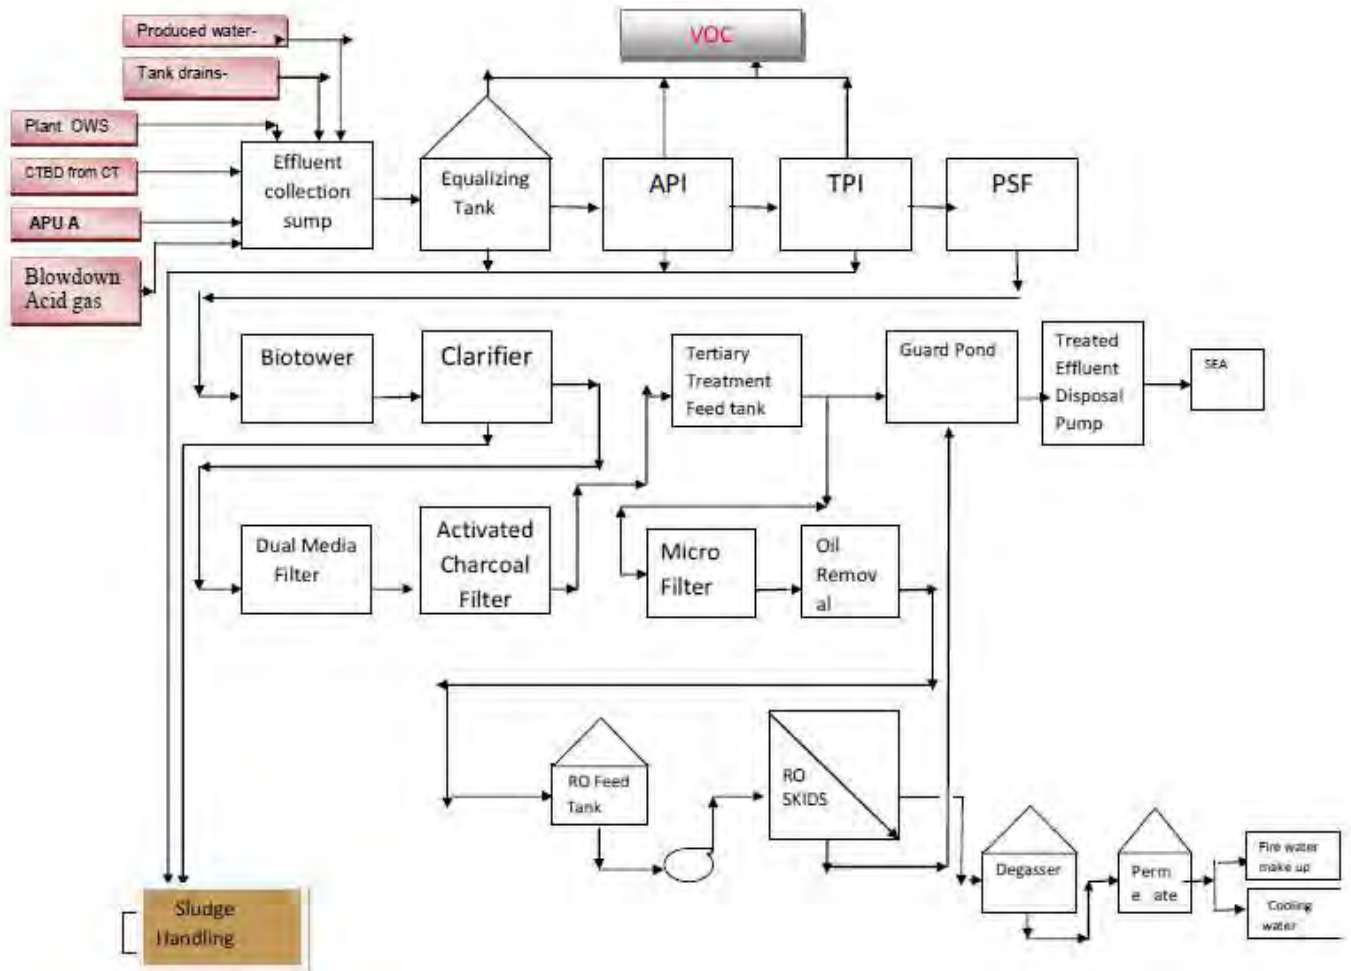 Produced water-
VOC
Tank drains-
Plant OWS
CTBD from CT
APU A
Blowdown
Acid gas
Effluent
collection
sump
Equalizing
Tank
API
TPI
PSF
Biotower
Clarifier
Tertiary
Treatment
Feed tank
Guard Pond
Treated
Effluent
Disposal
Pump
SEA
Dual Media
Filter
Activated
Charcoal
Filter
Micro
Filter
Oil
Remov
al
RO Feed
Tank
RO
SKIDS
Degasser
Perm
e ate
Fire water
make up
Cooling
water
Sludge
Handling